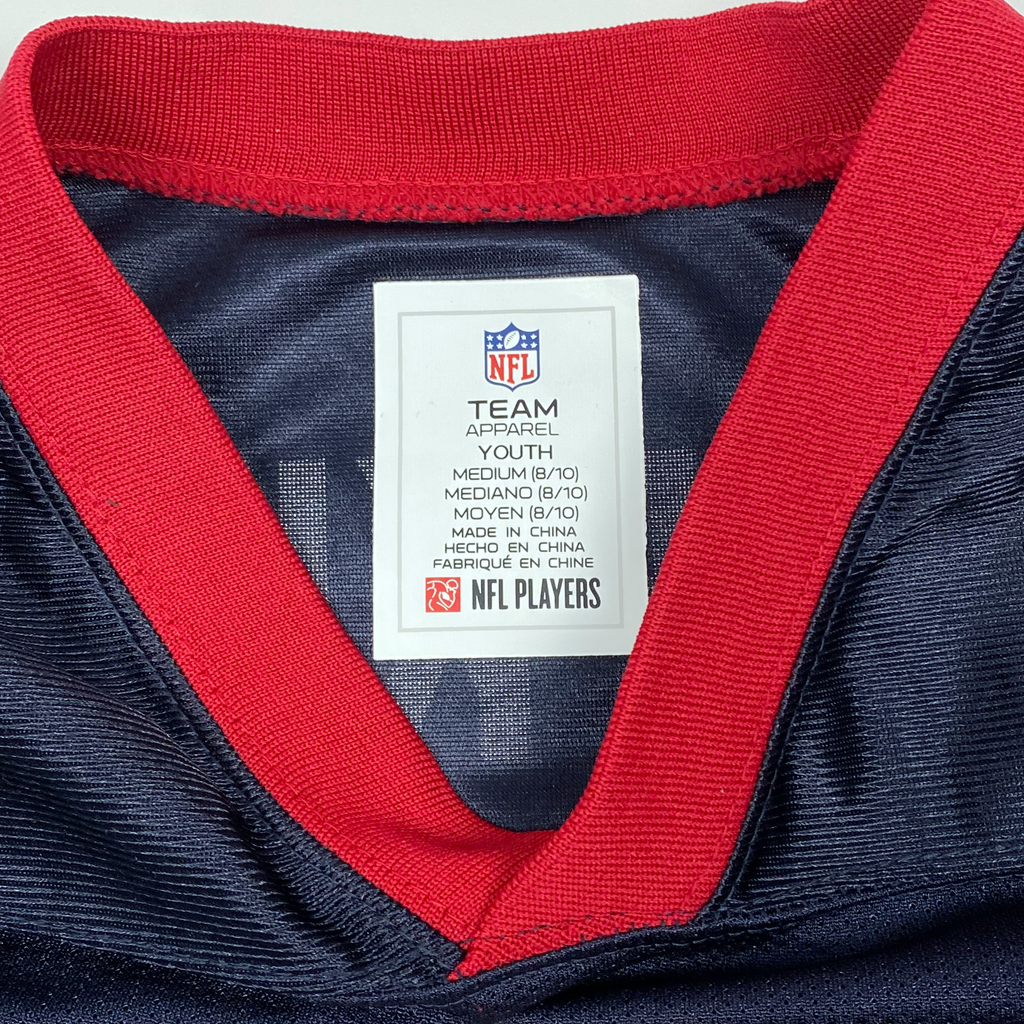 NFL
TEAM
APPAREL
YOUTH
MEDIUM (8/10)
MEDIANO (8/10)
MOYEN (8/10)
MADE IN CHINA
HECHO EN CHINA
FABRIQUÉ EN CHINE
NFL PLAYERS